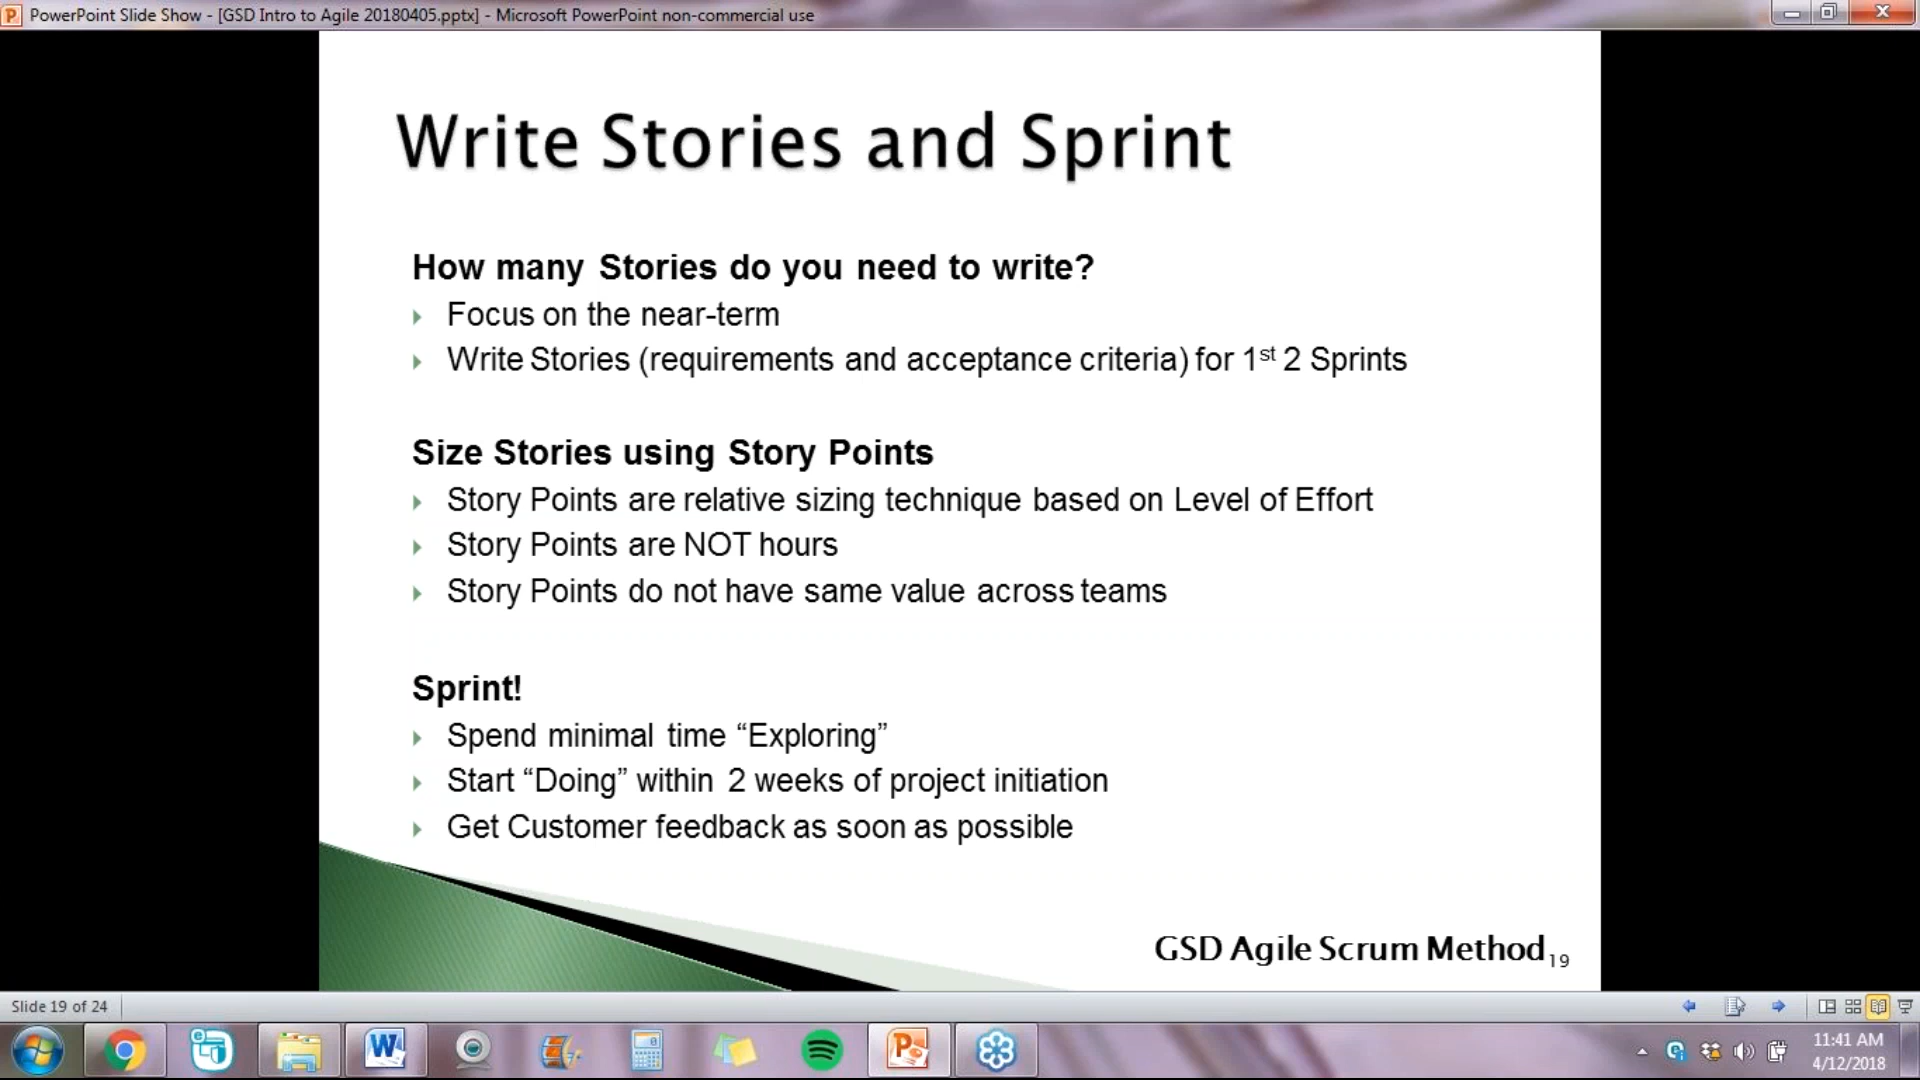 PowerPoint Slide Show - [GSD Intro to Agile 20180405.pptx] - Microsoft PowerPoint non-commercial use
Write Stories and Sprint
How many Stories do you need to write?
Focus on the near-term
Write Stories (requirements and acceptance criteria) for 1st 2 Sprints
Size Stories using Story Points
Story Points are relative sizing technique based on Level of Effort
Story Points are NOT hours
Story Points do not have same value across teams
Sprint!
Spend minimal time “Exploring”
Start “Doing” within 2 weeks of project initiation
Get Customer feedback as soon as possible
GSD Agile Scrum Method 19
Slide 19 of 24
11:41 AM
4/12/2018